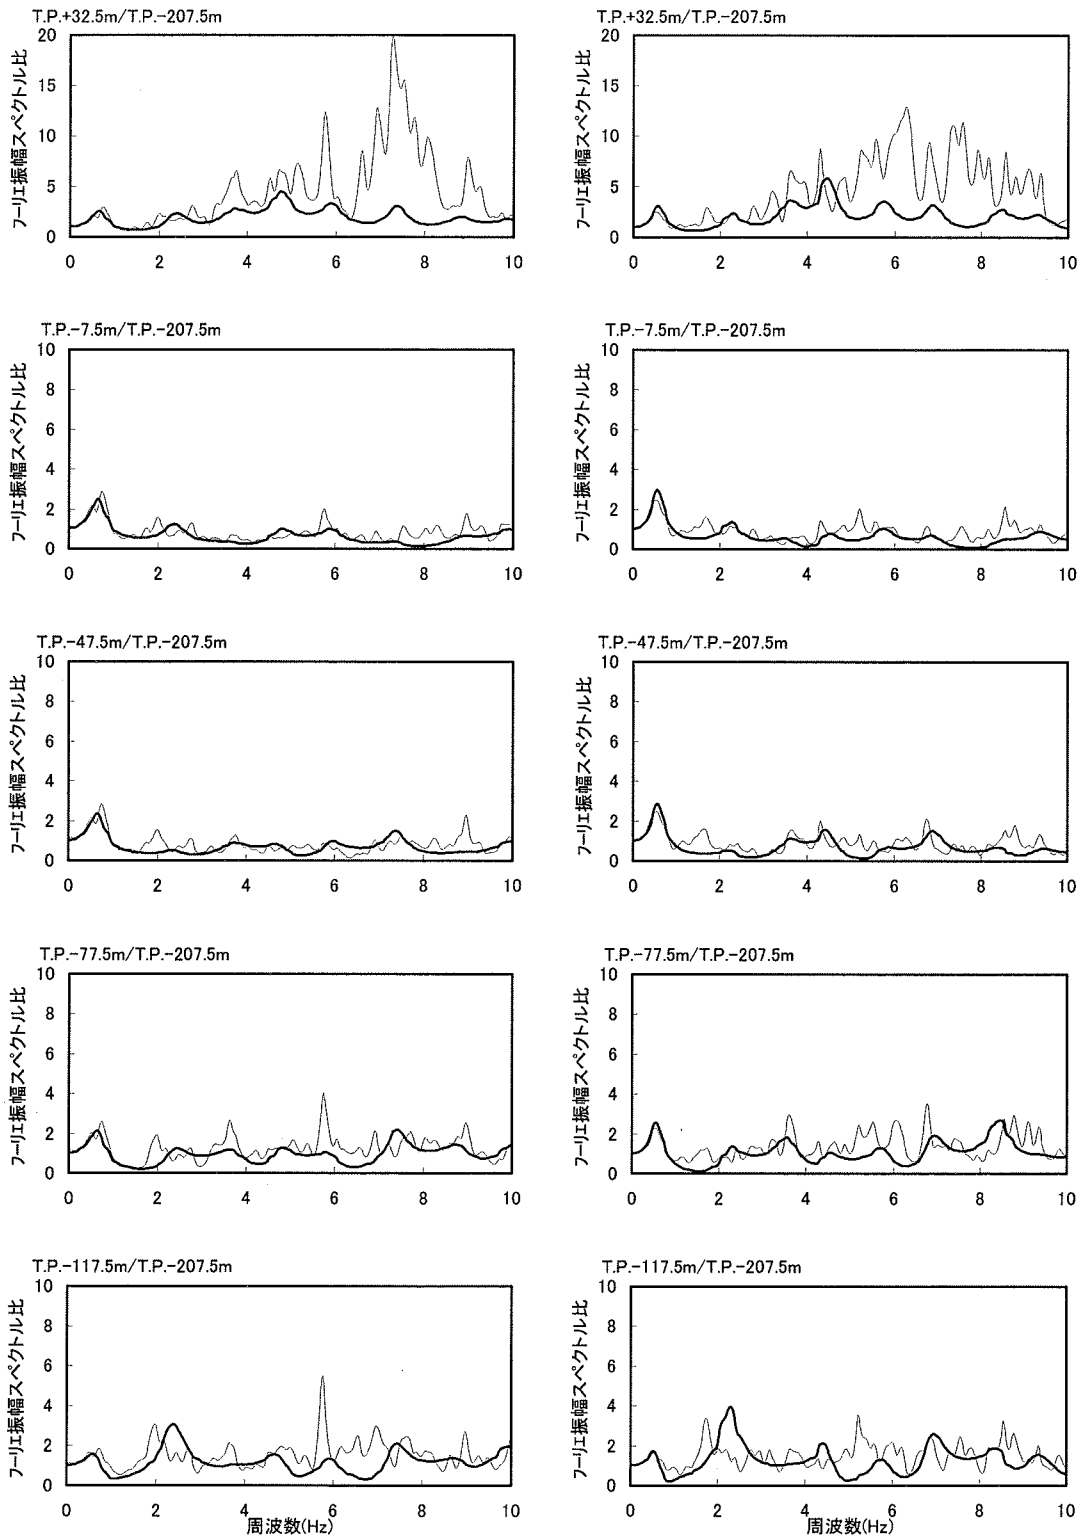 T.P.+32.5m/T.P.-207.5m
フーリエ振幅スペクトル比
20
15
10
5
0
0 2 4 6 8 10
T.P.+32.5m/T.P.-207.5m
フーリエ振幅スペクトル比
20
15
10
5
0
0 2 4 6 8 10
T.P.-7.5m/T.P.-207.5m
フーリエ振幅スペクトル比
10
8
6
4
2
0
0 2 4 6 8 10
T.P.-7.5m/T.P.-207.5m
フーリエ振幅スペクトル比
10
8
6
4
2
0
0 2 4 6 8 10
T.P.-47.5m/T.P.-207.5m
フーリエ振幅スペクトル比
10
8
6
4
2
0
0 2 4 6 8 10
T.P.-47.5m/T.P.-207.5m
フーリエ振幅スペクトル比
10
8
6
4
2
0
0 2 4 6 8 10
T.P.-77.5m/T.P.-207.5m
フーリエ振幅スペクトル比
10
8
6
4
2
0
0 2 4 6 8 10
T.P.-77.5m/T.P.-207.5m
フーリエ振幅スペクトル比
10
8
6
4
2
0
0 2 4 6 8 10
T.P.-117.5m/T.P.-207.5m
フーリエ振幅スペクトル比
10
8
6
4
2
0
0 2 4 6 8 10
周波数(Hz)
T.P.-117.5m/T.P.-207.5m
フーリエ振幅スペクトル比
10
8
6
4
2
0
0 2 4 6 8 10
周波数(Hz)